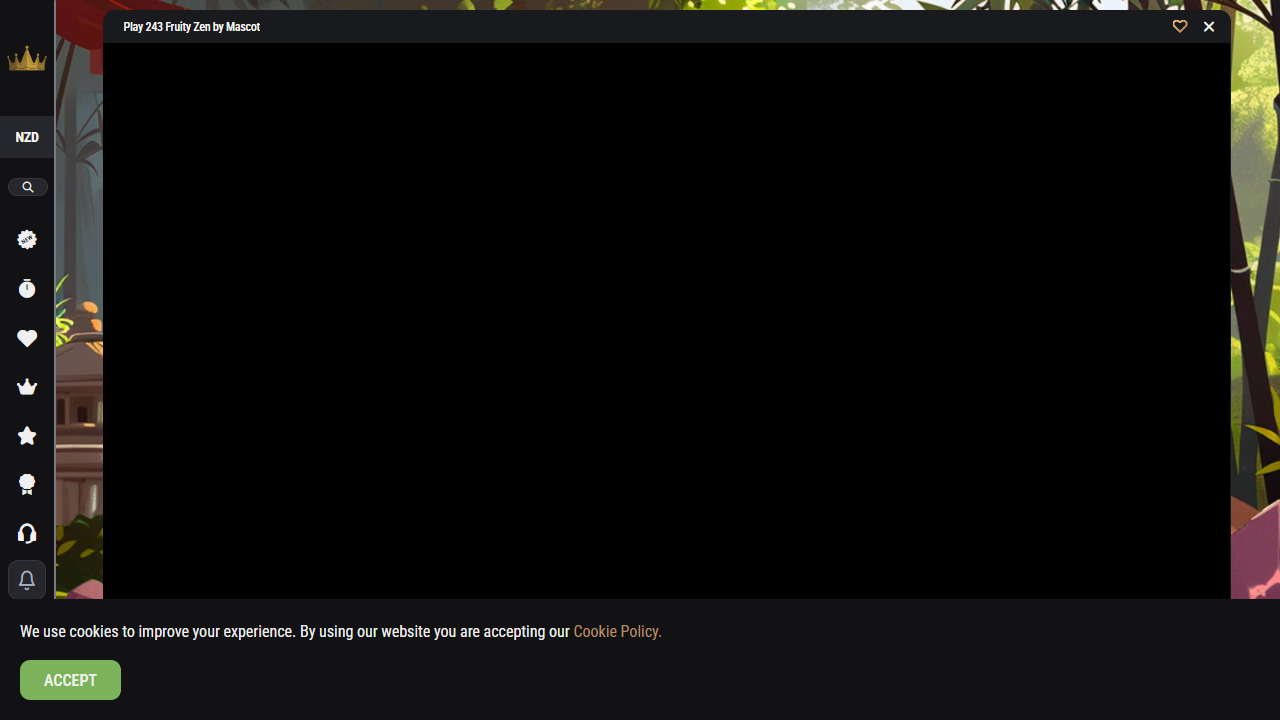 Play 243 Fruity Zen by Mascot
NZD
NEW
We use cookies to improve your experience. By using our website you are accepting our Cookie Policy.
ACCEPT